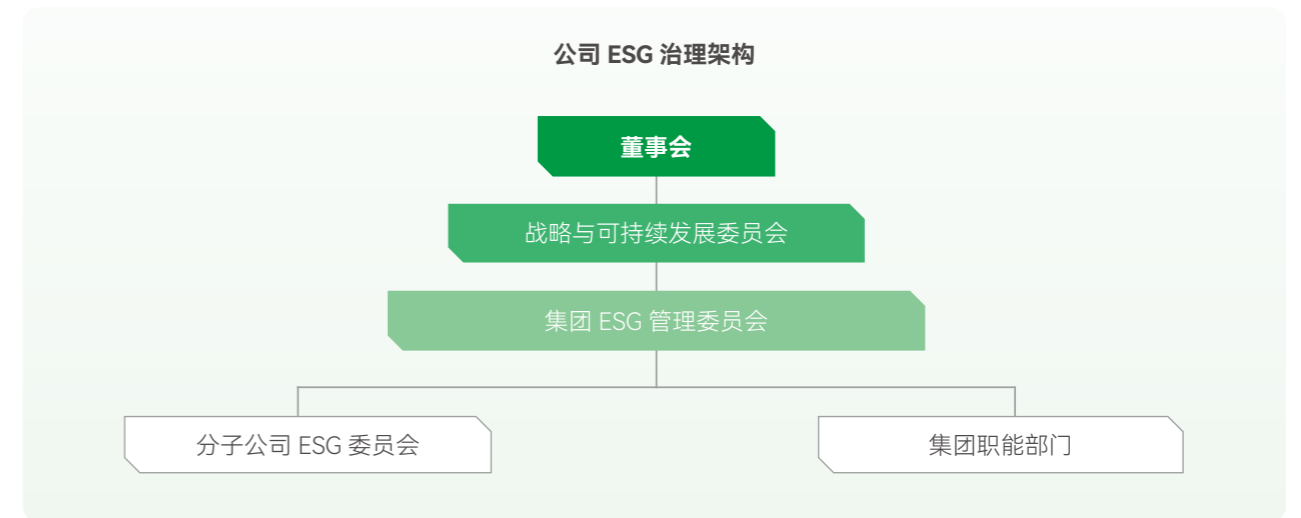 公司 ESG 治理架构
董事会
战略与可持续发展委员会
集团 ESG 管理委员会
分子公司 ESG 委员会
集团职能部门